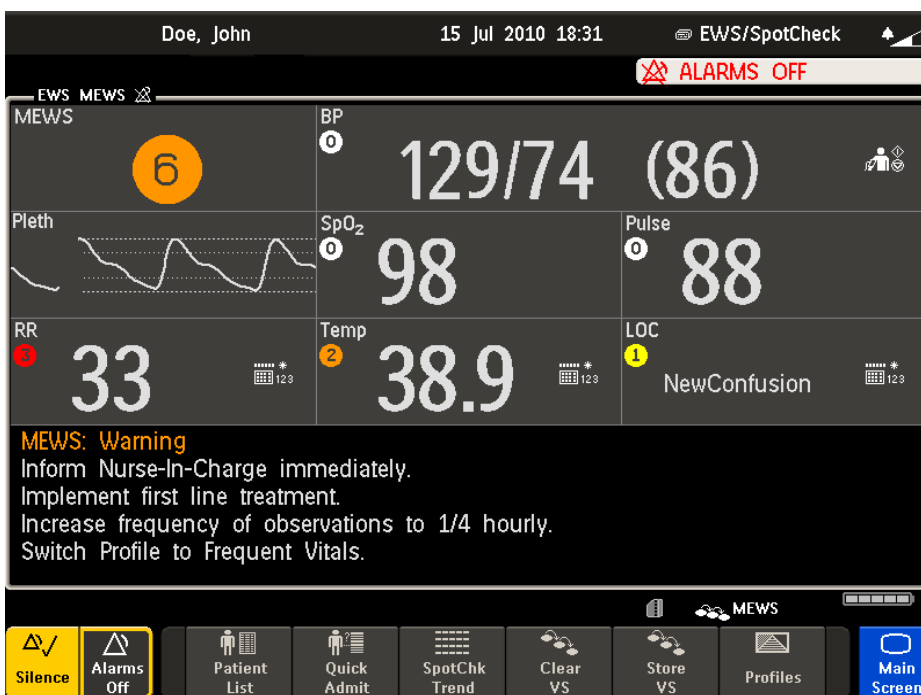 Doe, John 15 Jul 2010 18:31 EWS/SpotCheck
ALARMS OFF
EWS MEWS
MEWS
6
BP
0
129/74 (86)
Pleth
SpO₂
0
98
Pulse
0
88
RR
3
33
123
Temp
2
38.9
123
LOC
1
NewConfusion
123
MEWS: Warning
Inform Nurse-In-Charge immediately.
Implement first line treatment.
Increase frequency of observations to 1/4 hourly.
Switch Profile to Frequent Vitals.
MEWS
Silence
Alarms
Off
Patient
List
Quick
Admit
SpotChk
Trend
Clear
VS
Store
VS
Profiles
Main
Screen